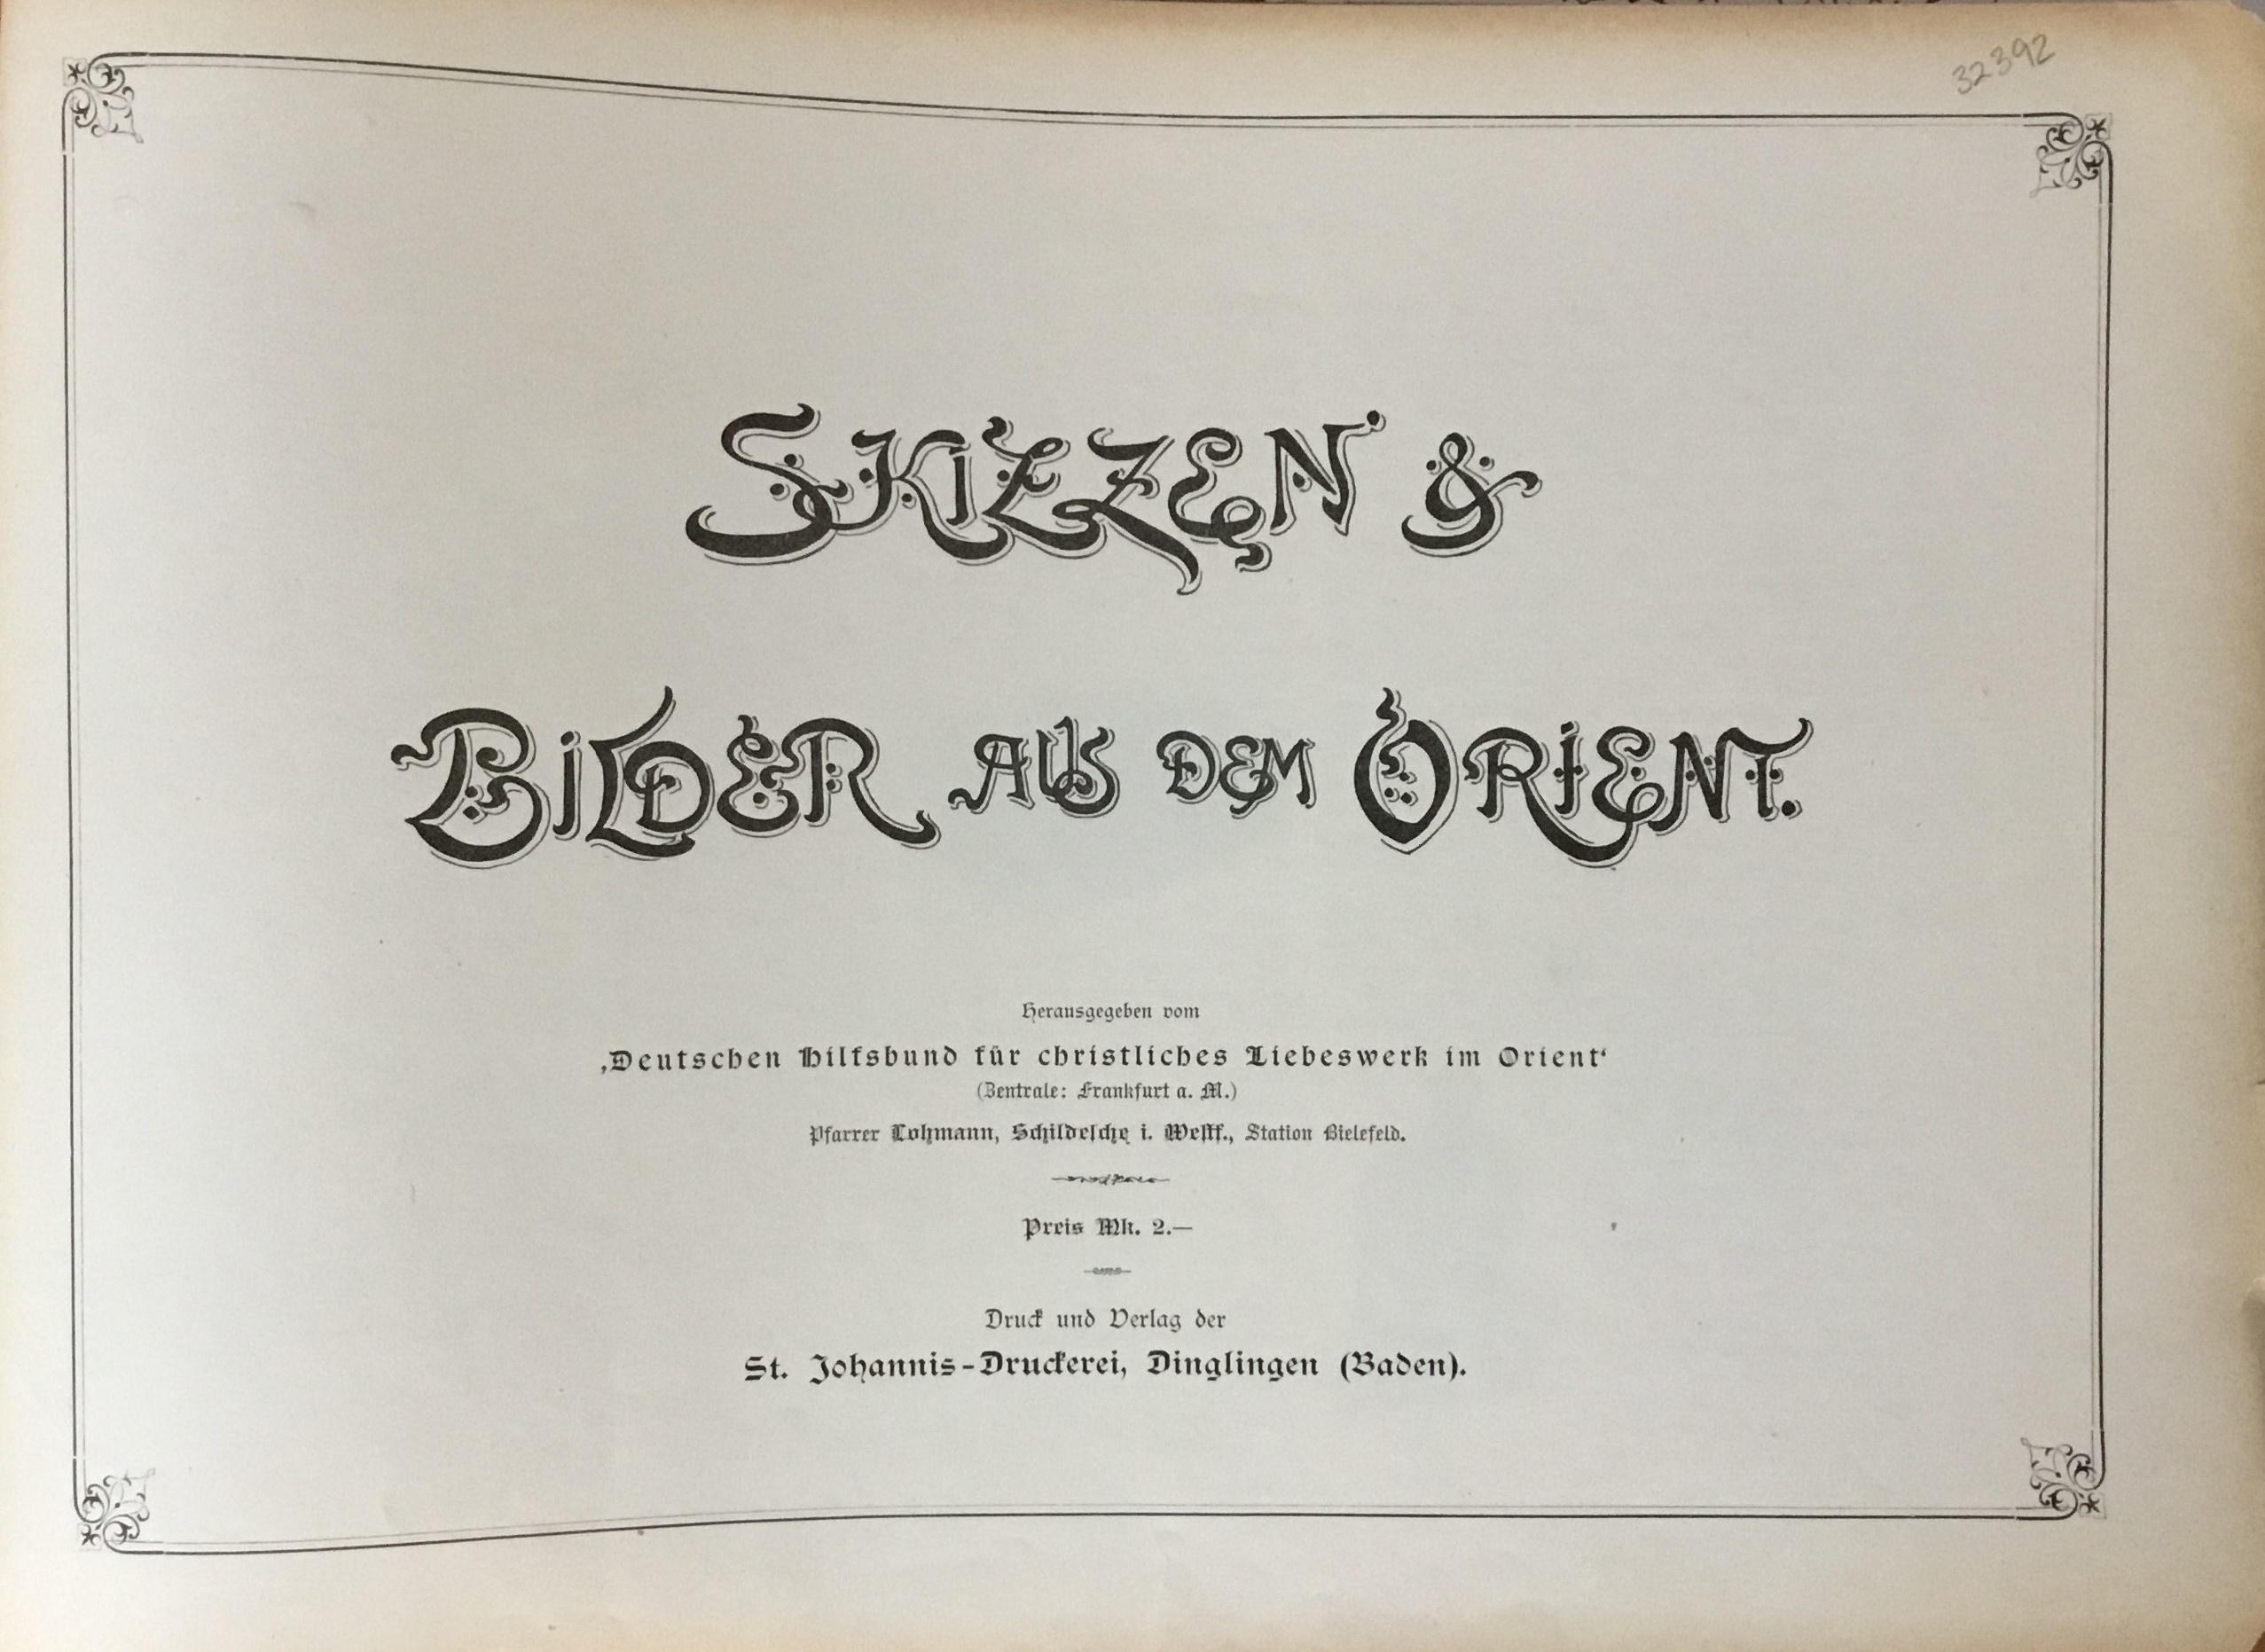 32392
SKIZZEN &
BILDER AUS DEM ORIENT.
Herausgegeben vom
‚Deutschen Hilfsbund für christliches Liebeswerk im Orient‘
(Zentrale: Frankfurt a. M.)
Pfarrer Lohmann, Schildesche i. Westf., Station Bielefeld.
Preis Mk. 2.—
Druck und Verlag der
St. Johannis-Druckerei, Dinglingen (Baden).